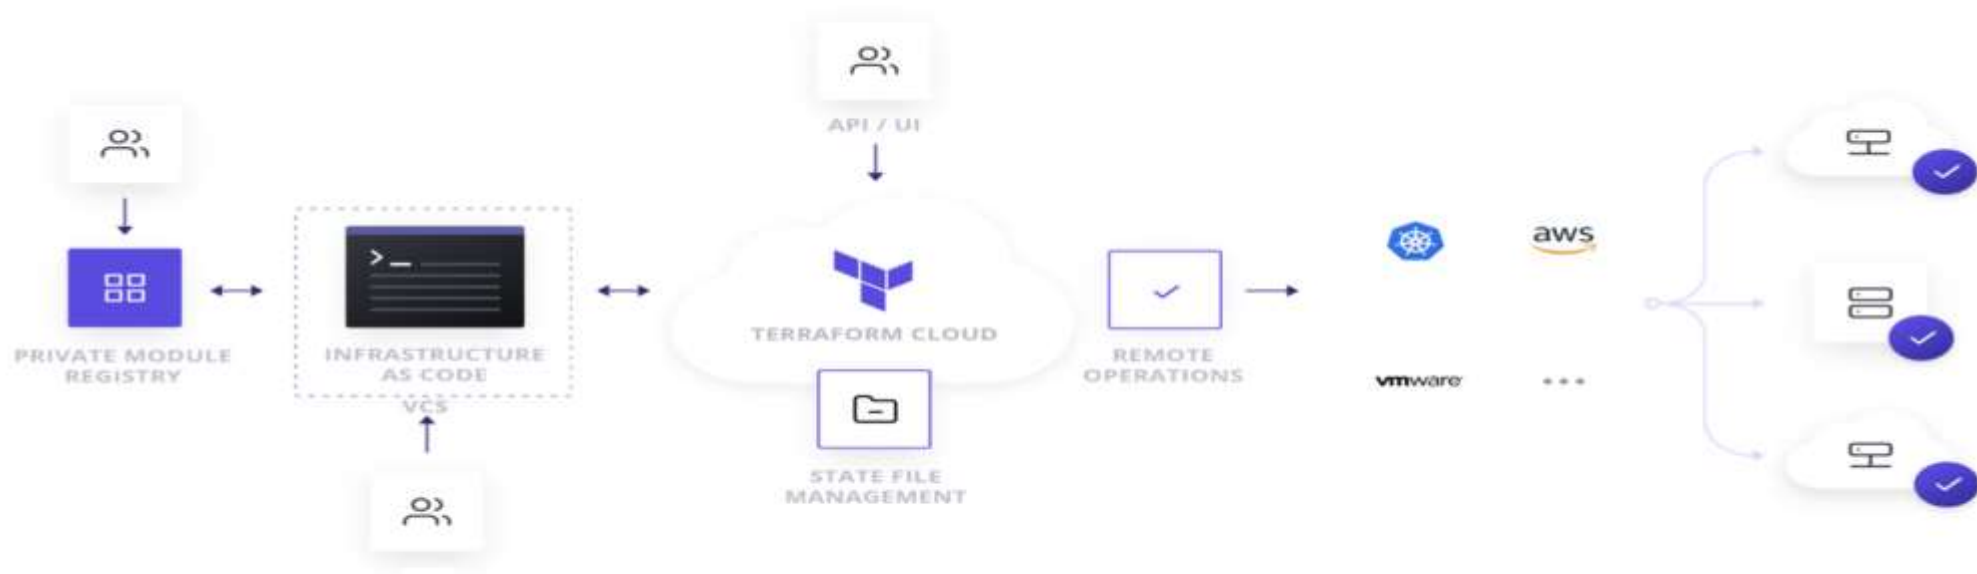 API / UI
PRIVATE MODULE
REGISTRY
INFRASTRUCTURE
AS CODE
VCS
TERRAFORM CLOUD
STATE FILE
MANAGEMENT
REMOTE
OPERATIONS
aws
vmware